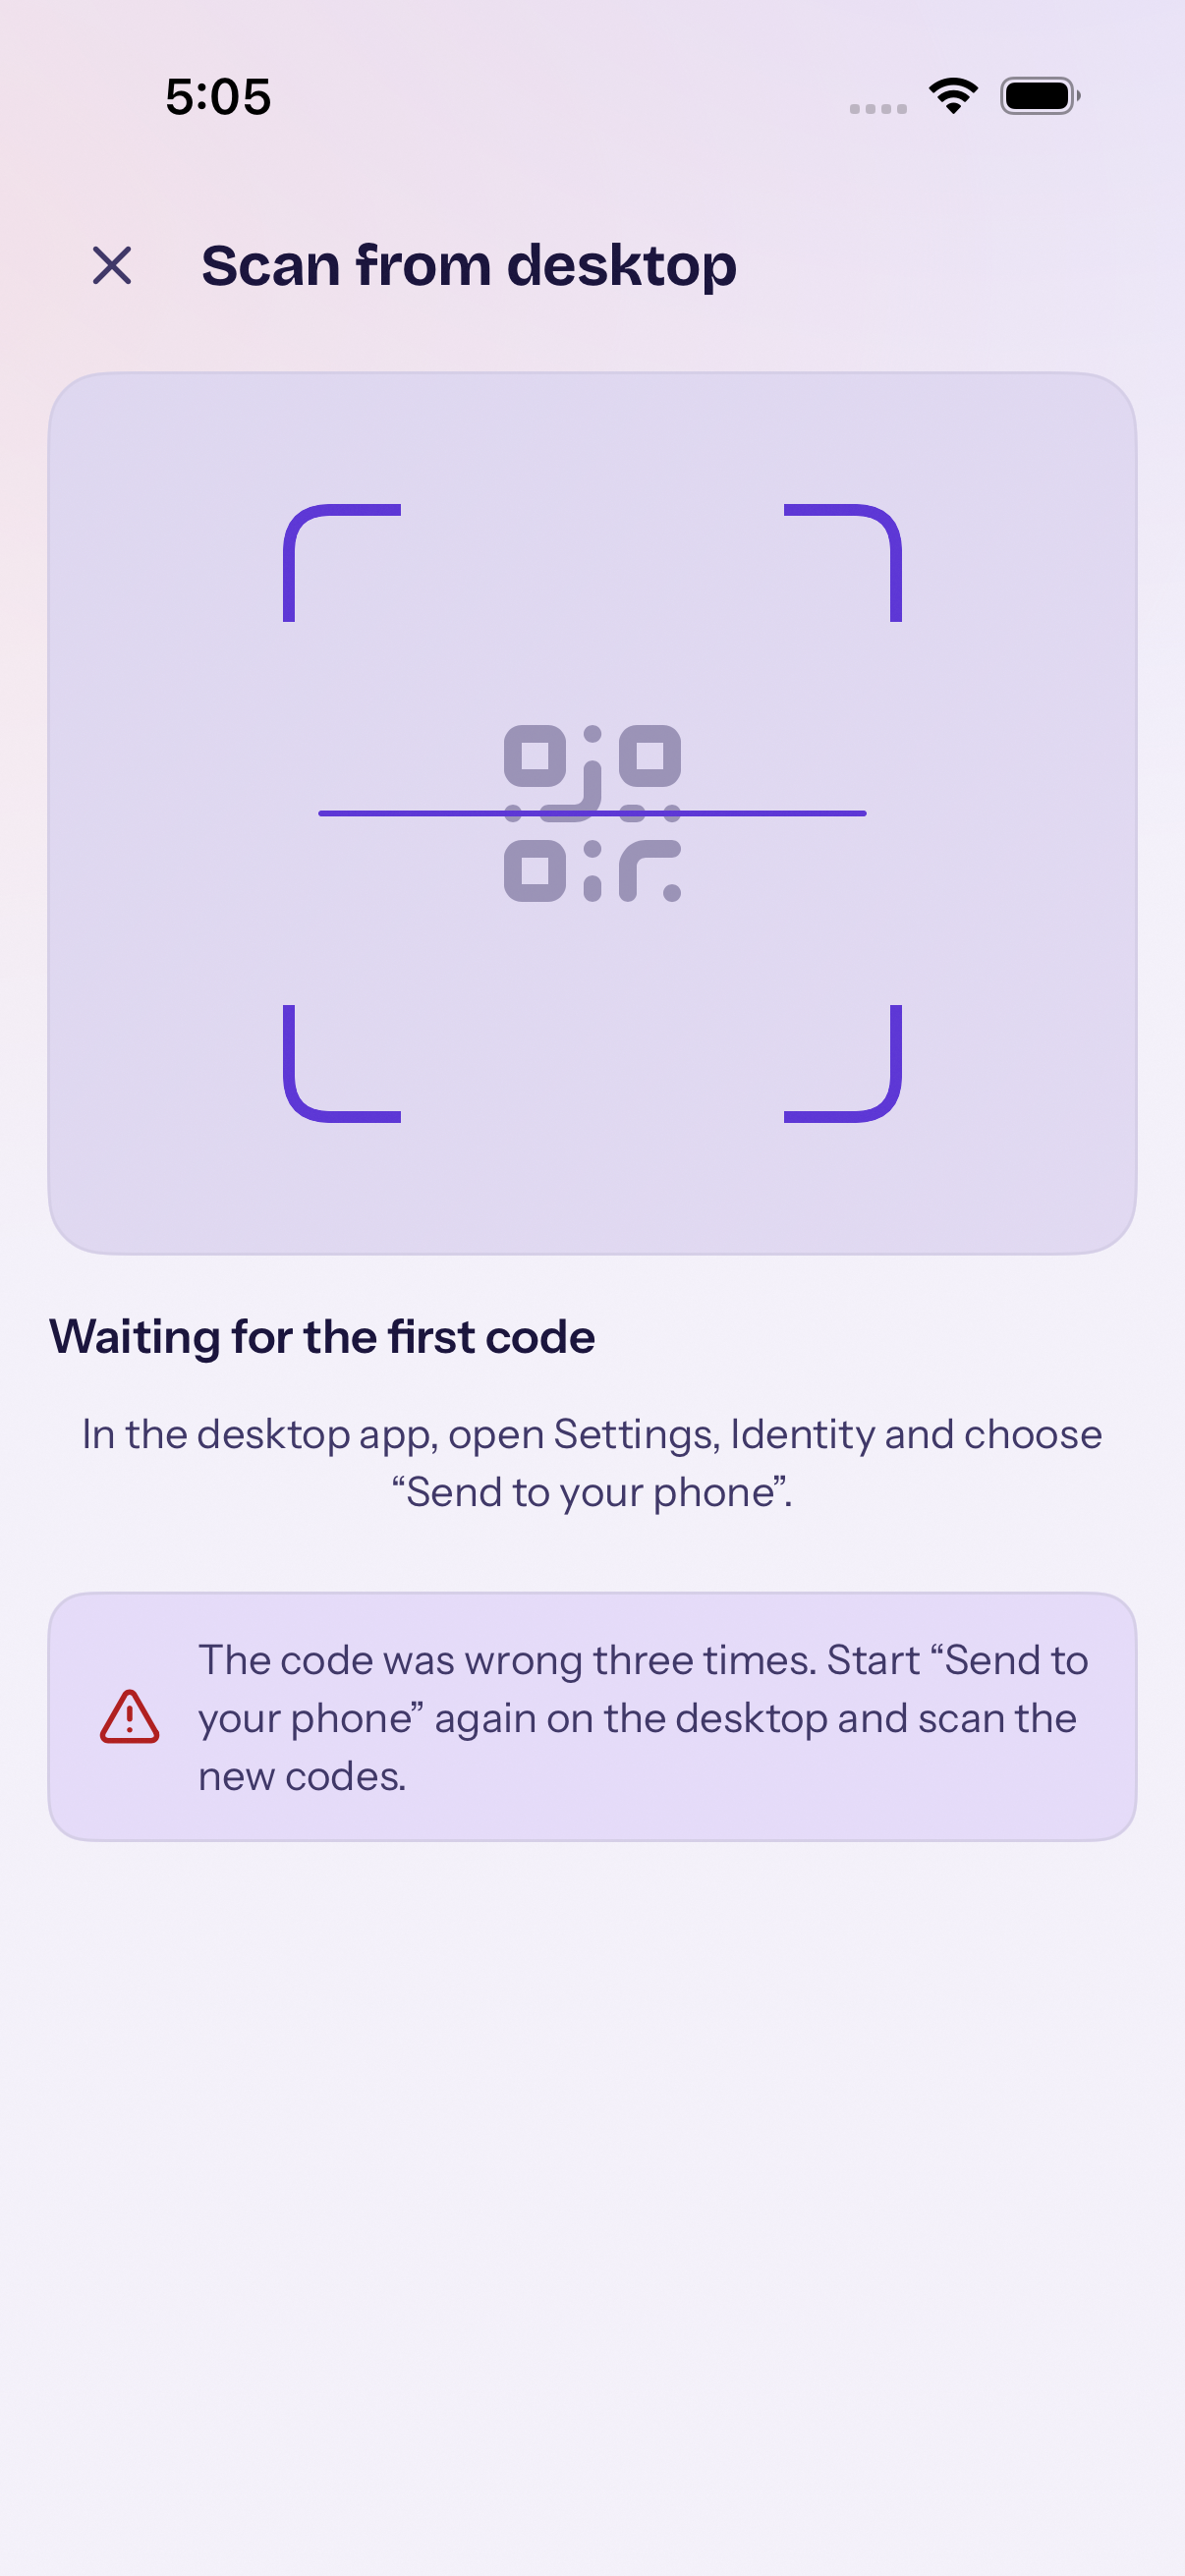 5:05
Scan from desktop
Waiting for the first code
In the desktop app, open Settings, Identity and choose
“Send to your phone”.
The code was wrong three times. Start “Send to
your phone” again on the desktop and scan the
new codes.